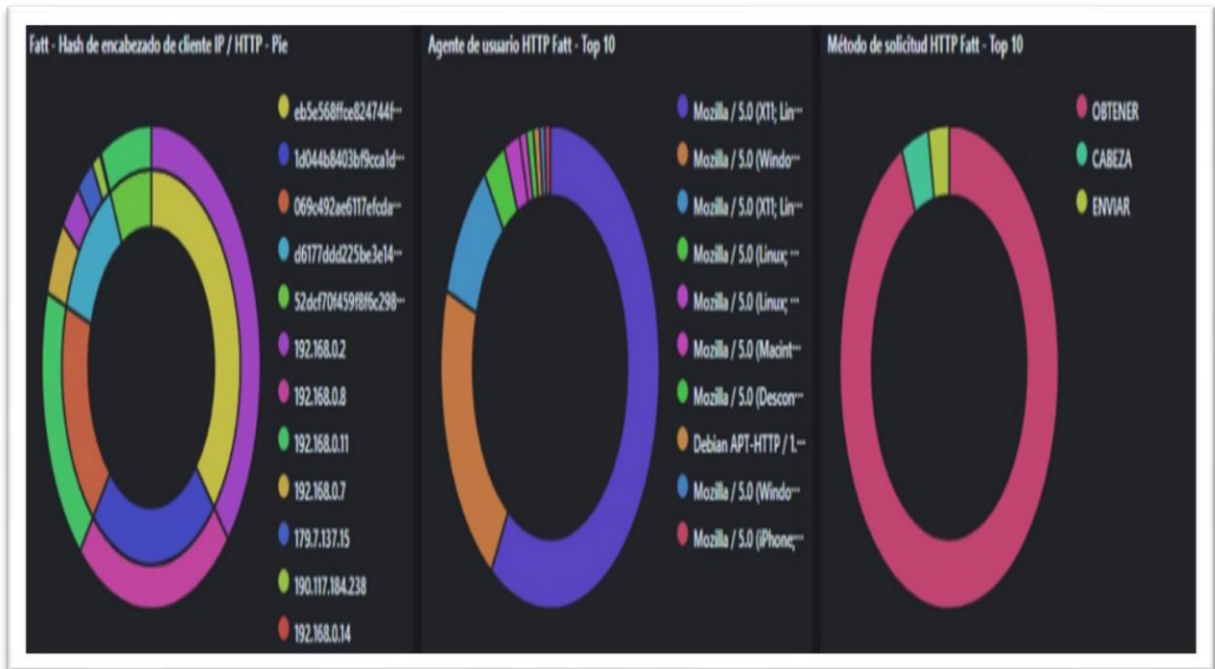 Fatt - Hash de encabezado de cliente IP / HTTP - Pie
eb5e568ffce824744f...
1d044b8403bf9cca1d...
069c492ae6117efcda...
d6177ddd225be3e14...
52dcf70f459f8f6c298...
192.168.0.2
192.168.0.8
192.168.0.11
192.168.0.7
179.7.137.15
190.117.184.238
192.168.0.14
Agente de usuario HTTP Fatt - Top 10
Mozilla / 5.0 (X11; Lin...
Mozilla / 5.0 (Windo...
Mozilla / 5.0 (X11; Lin...
Mozilla / 5.0 (Linux; ...
Mozilla / 5.0 (Linux; ...
Mozilla / 5.0 (Macint...
Mozilla / 5.0 (Descon...
Debian APT-HTTP / 1....
Mozilla / 5.0 (Windo...
Mozilla / 5.0 (iPhone;...
Método de solicitud HTTP Fatt - Top 10
OBTENER
CABEZA
ENVIAR